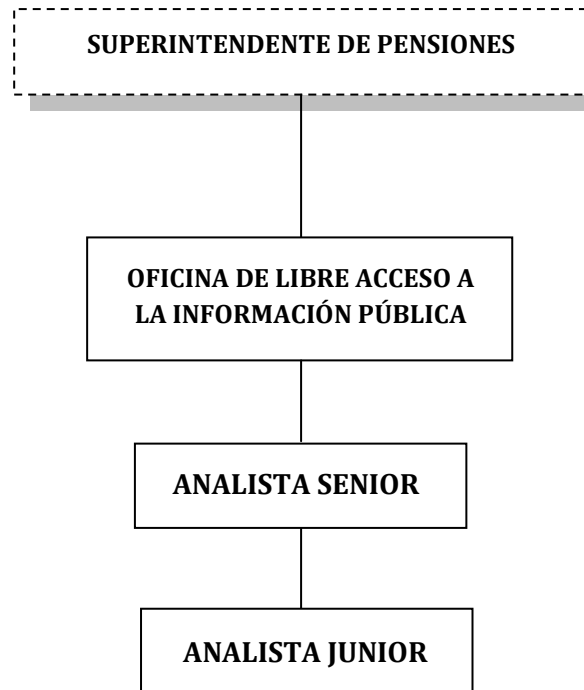 SUPERINTENDENTE DE PENSIONES
OFICINA DE LIBRE ACCESO A
LA INFORMACIÓN PÚBLICA
ANALISTA SENIOR
ANALISTA JUNIOR